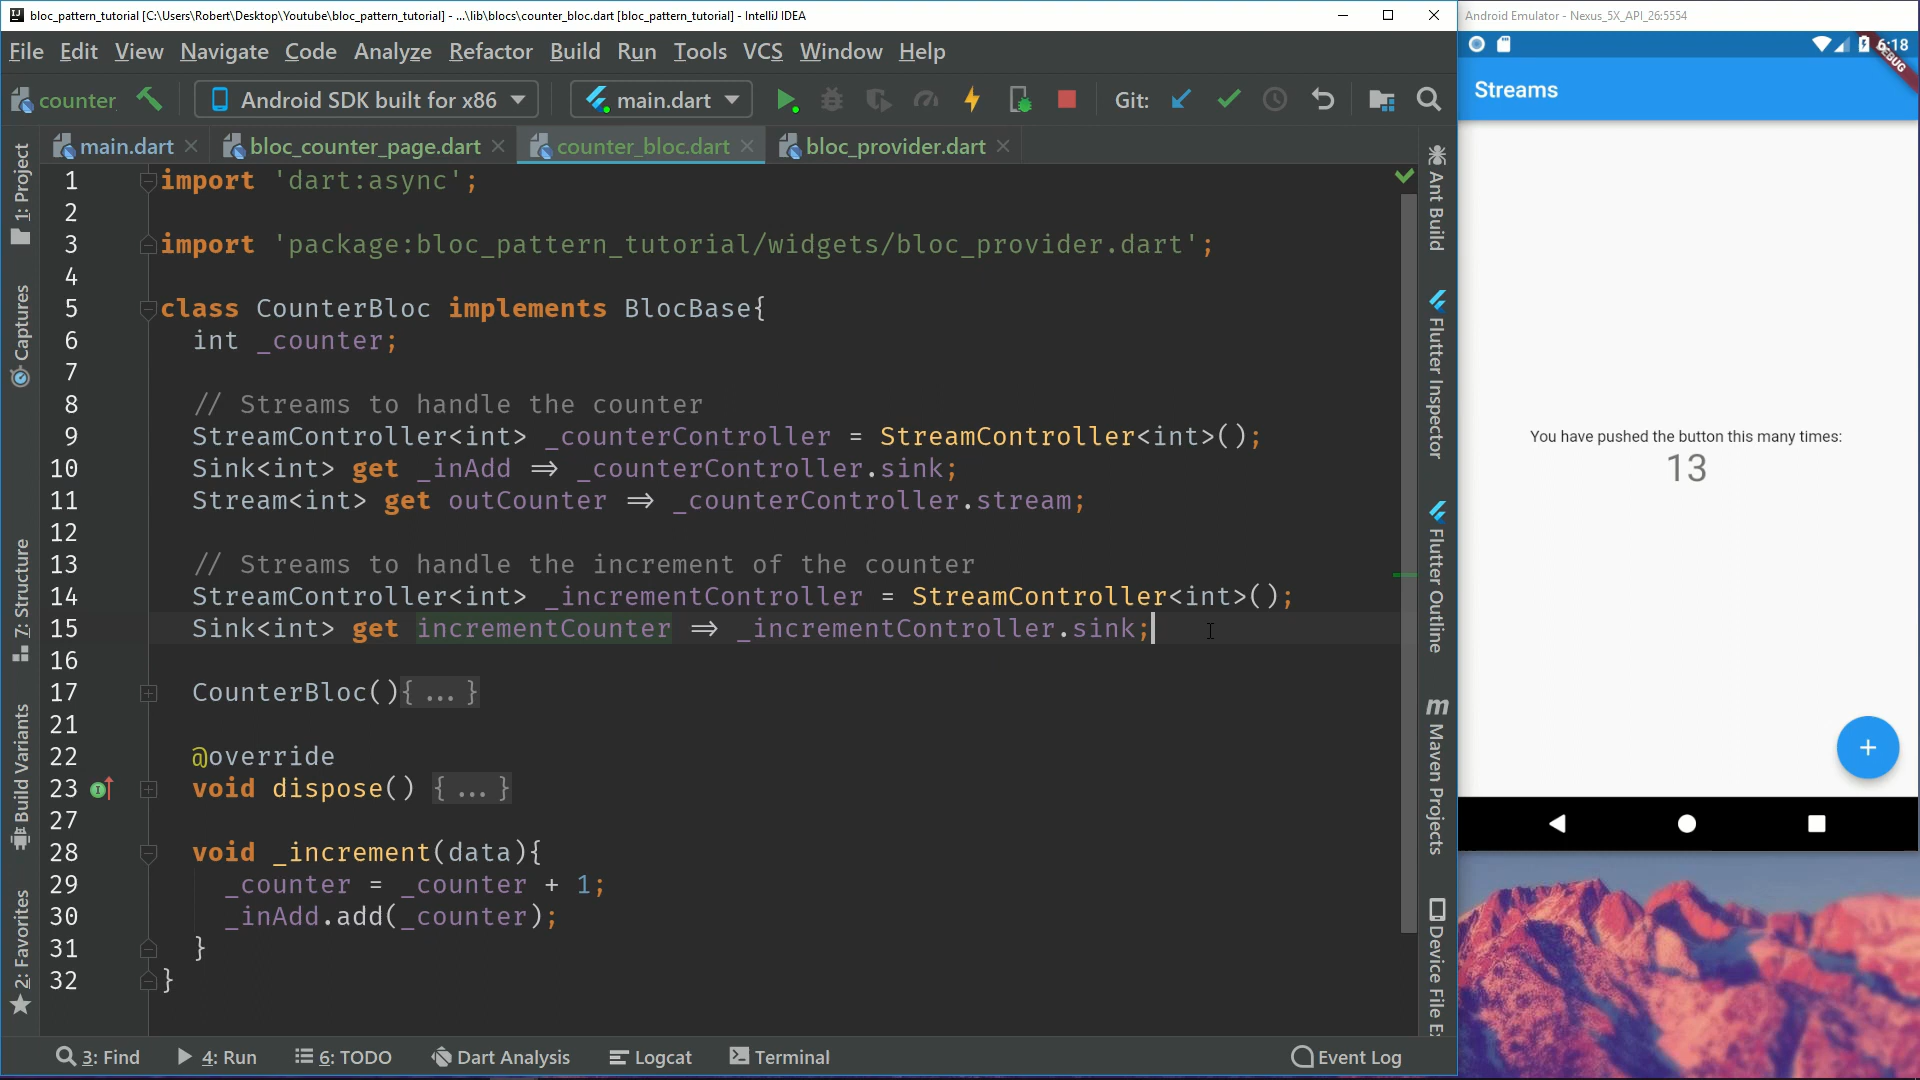 bloc_pattern_tutorial [C:\Users\Robert\Desktop\Youtube\bloc_pattern_tutorial] - ...\lib\blocs\counter_bloc.dart [bloc_pattern_tutorial] - IntelliJ IDEA
File Edit View Navigate Code Analyze Refactor Build Run Tools VCS Window Help
counter Android SDK built for x86 main.dart Git:
main.dart bloc_counter_page.dart counter_bloc.dart bloc_provider.dart
1 import 'dart:async';
2
3 import 'package:bloc_pattern_tutorial/widgets/bloc_provider.dart';
4
5 class CounterBloc implements BlocBase{
6 int _counter;
7
8 // Streams to handle the counter
9 StreamController<int> _counterController = StreamController<int>();
10 Sink<int> get _inAdd ⇒ _counterController.sink;
11 Stream<int> get outCounter ⇒ _counterController.stream;
12
13 // Streams to handle the increment of the counter
14 StreamController<int> _incrementController = StreamController<int>();
15 Sink<int> get incrementCounter ⇒ _incrementController.sink;
16
17 CounterBloc(){...}
21
22 @override
23 void dispose() {...}
27
28 void _increment(data){
29 _counter = _counter + 1;
30 _inAdd.add(_counter);
31 }
32 }
1: Project
Captures
7: Structure
Build Variants
2: Favorites
Ant Build
Flutter Inspector
Flutter Outline
m Maven Projects
Device File E
3: Find 4: Run 6: TODO Dart Analysis Logcat Terminal Event Log
Android Emulator - Nexus_5X_API_26:5554
6:18
DEBUG
Streams
You have pushed the button this many times:
13
+